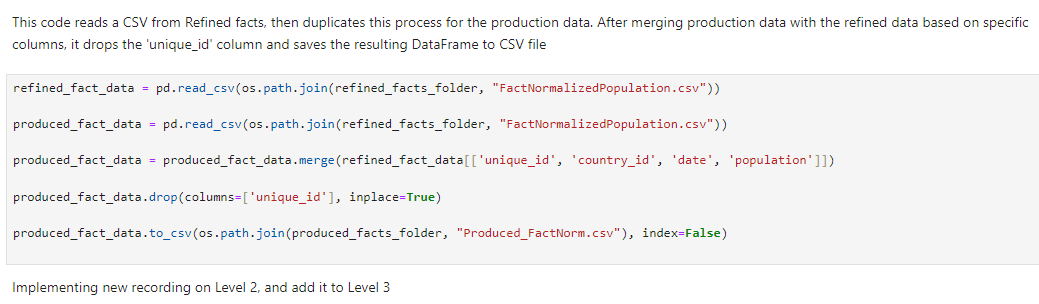 This code reads a CSV from Refined facts, then duplicates this process for the production data. After merging production data with the refined data based on specific
columns, it drops the 'unique_id' column and saves the resulting DataFrame to CSV file
refined_fact_data = pd.read_csv(os.path.join(refined_facts_folder, "FactNormalizedPopulation.csv"))
produced_fact_data = pd.read_csv(os.path.join(refined_facts_folder, "FactNormalizedPopulation.csv"))
produced_fact_data = produced_fact_data.merge(refined_fact_data[['unique_id', 'country_id', 'date', 'population']])
produced_fact_data.drop(columns=['unique_id'], inplace=True)
produced_fact_data.to_csv(os.path.join(produced_facts_folder, "Produced_FactNorm.csv"), index=False)
Implementing new recording on Level 2, and add it to Level 3